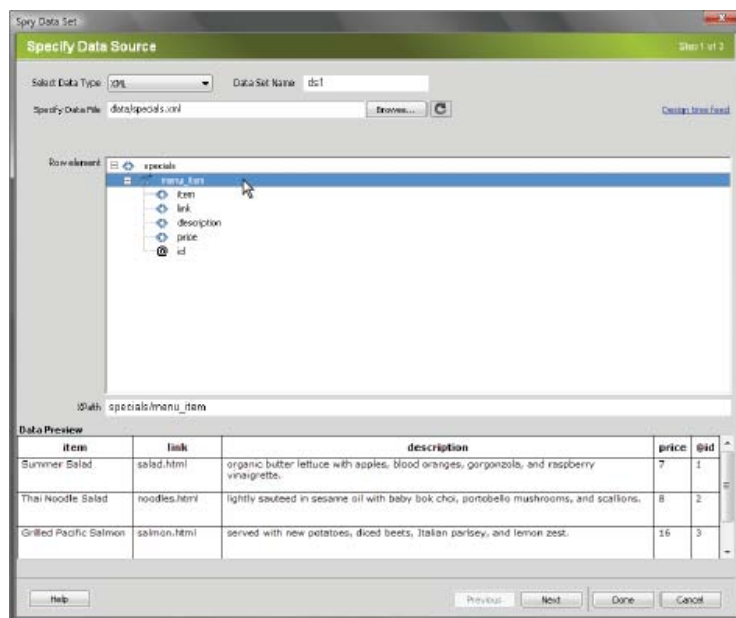 Spry Data Set
Specify Data Source
Step 1 of 3
Select Data Type XML Data Set Name ds1
Specify Data File data/specials.xml Browse... Design time feed
Row element specials
menu_item
item
link
description
price
@ id
XPath specials/menu_item
Data Preview
item link description price @id
Summer Salad salad.html organic butter lettuce with apples, blood oranges, gorgonzola, and raspberry vinaigrette. 7 1
Thai Noodle Salad noodles.html lightly sauteed in sesame oil with baby bok choi, portobello mushrooms, and scallions. 8 2
Grilled Pacific Salmon salmon.html served with new potatoes, diced beets, Italian parlsey, and lemon zest. 16 3
Help Previous Next Done Cancel